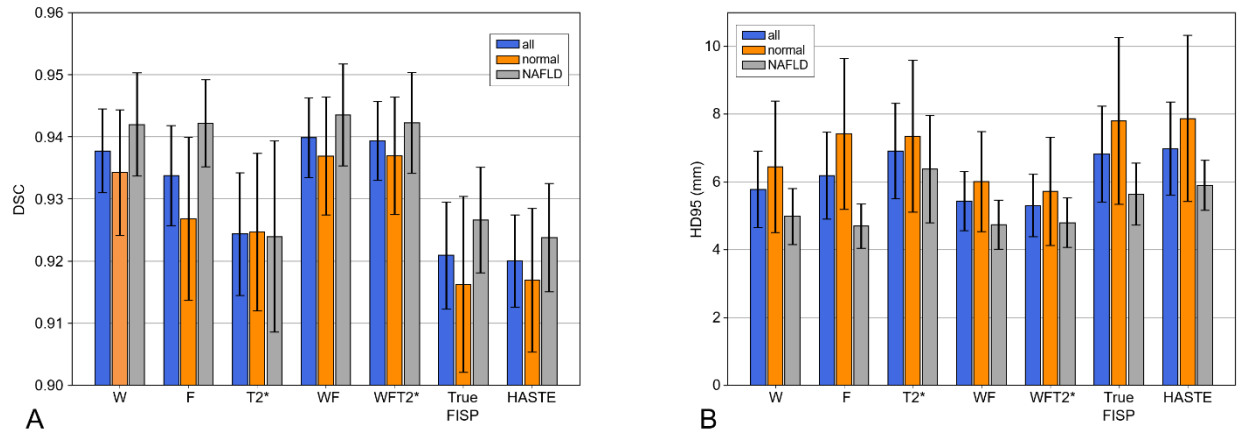 0.96
0.95
0.94
0.93
0.92
0.91
0.90
DSC
all
normal
NAFLD
W F T2* WF WFT2* True FISP HASTE
A
10
8
6
4
2
0
HD95 (mm)
all
normal
NAFLD
W F T2* WF WFT2* True FISP HASTE
B